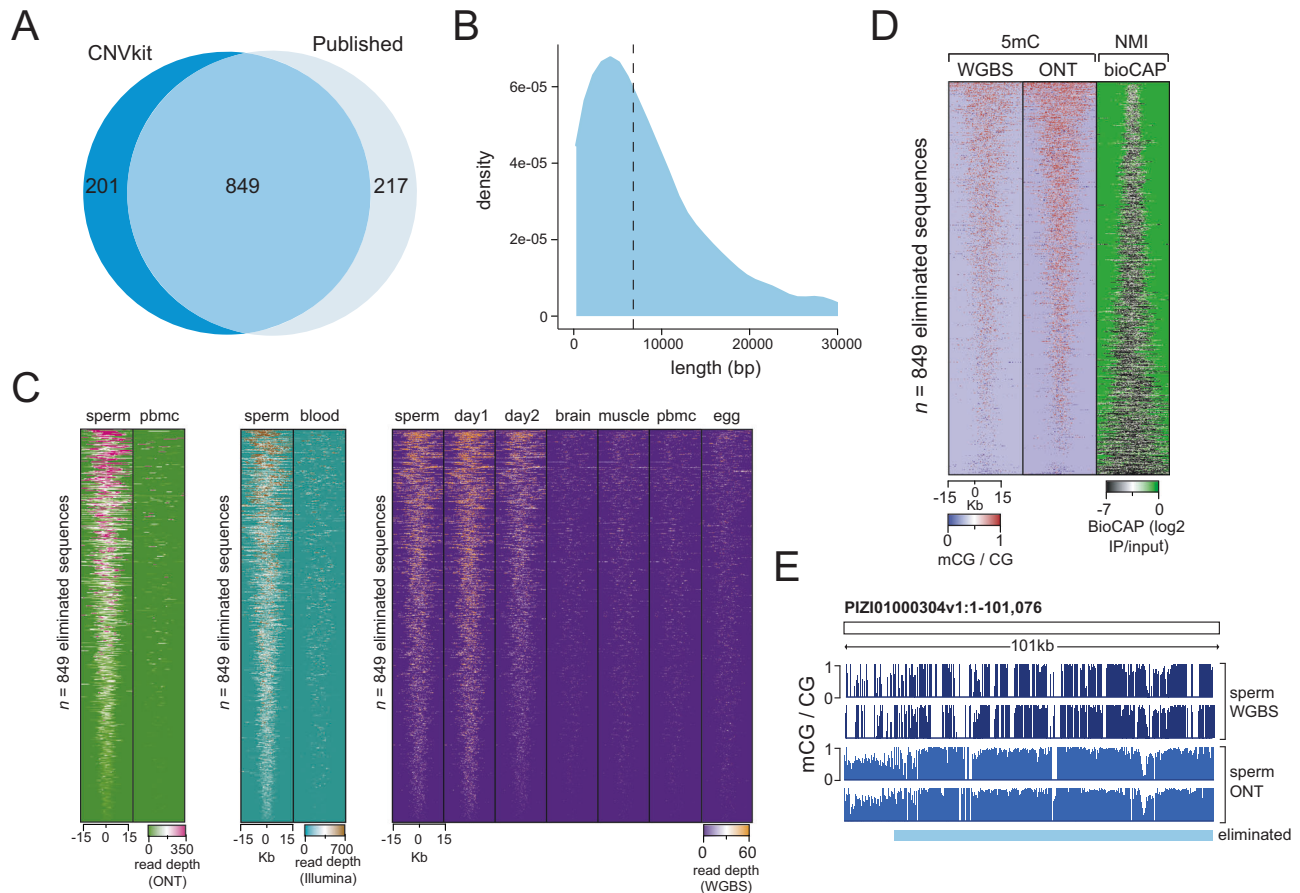 A
CNVkit
Published
201
849
217
B
density
6e-05
4e-05
2e-05
0
0
10000
20000
30000
length (bp)
C
sperm pbmc
n = 849 eliminated sequences
-15 0 15
0 350
read depth
(ONT)
sperm blood
n = 849 eliminated sequences
-15 0 15
Kb
0 700
read depth
(Illumina)
sperm day1 day2 brain muscle pbmc egg
n = 849 eliminated sequences
-15 0 15
Kb
0 60
read depth
(WGBS)
D
5mC NMI
WGBS ONT bioCAP
n = 849 eliminated sequences
-15 0 15
Kb
0 1
mCG / CG
-7 0
BioCAP (log2
IP/input)
E
PIZI01000304v1:1-101,076
101kb
mCG / CG
1
0
sperm
WGBS
1
0
sperm
ONT
eliminated